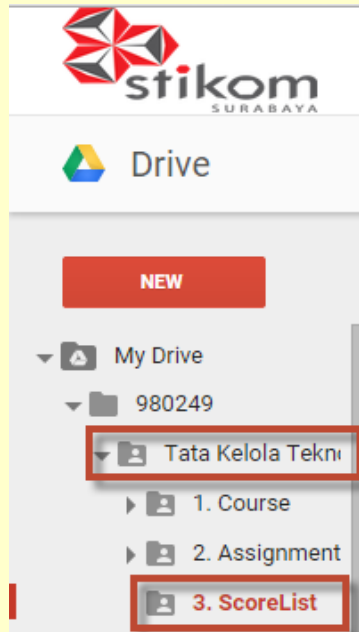 stikom
SURABAYA
Drive
NEW
My Drive
980249
Tata Kelola Tekn
1. Course
2. Assignment
3. ScoreList